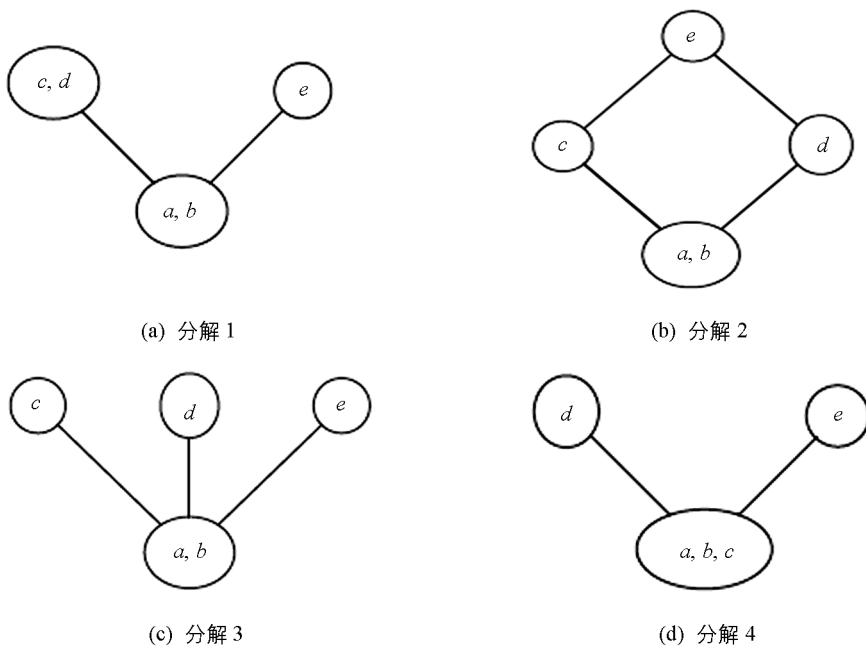 c, d
e
a, b
(a) 分解 1
e
c
d
a, b
(b) 分解 2
c
d
e
a, b
(c) 分解 3
d
e
a, b, c
(d) 分解 4